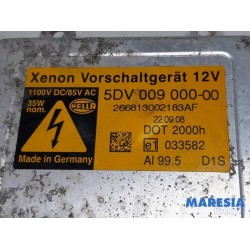 Xenon Vorschaltgerät 12V
1100V DC/85V AC
35W
nom.
HELLA
5DV 009 000-00
266813002183AF
22.09.08
DOT 2000h
e1 033582
Made in Germany
Al 99.5 D1S
MARESIA